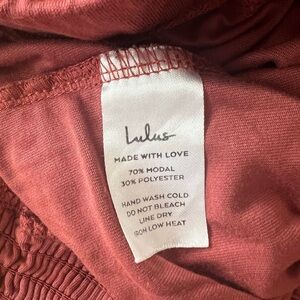 Lulus
MADE WITH LOVE
70% MODAL
30% POLYESTER
HAND WASH COLD
DO NOT BLEACH
LINE DRY
IRON LOW HEAT